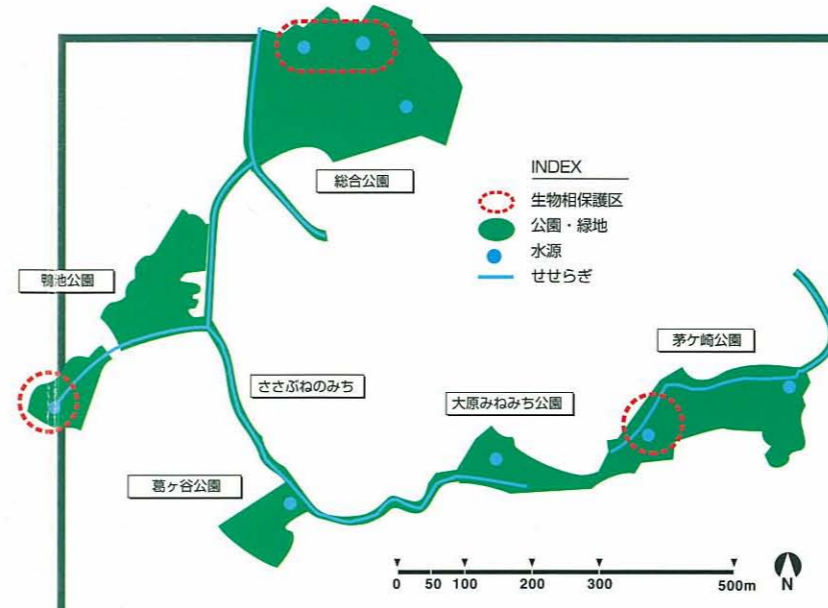 総合公園
INDEX
生物相保護区
公園・緑地
水源
せせらぎ
鴨池公園
茅ケ崎公園
ささぶねのみち
大原みねみち公園
葛ヶ谷公園
0 50 100 200 300 500m
N